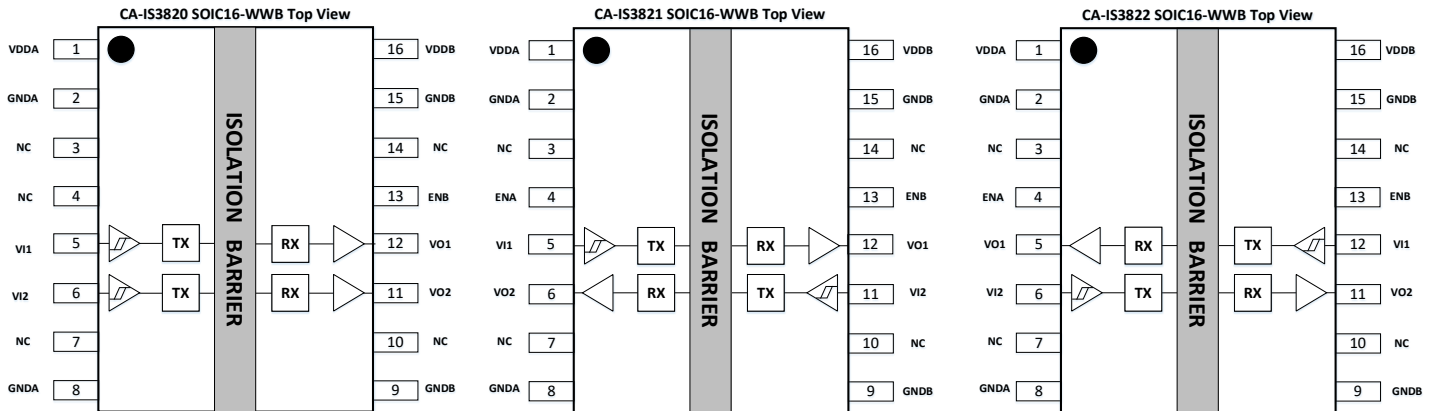 CA-IS3820 SOIC16-WWB Top View
VDDA 1 16 VDDB
GNDA 2 15 GNDB
NC 3 14 NC
NC 4 13 ENB
VI1 5 TX RX 12 VO1
VI2 6 TX RX 11 VO2
NC 7 10 NC
GNDA 8 9 GNDB
ISOLATION BARRIER
CA-IS3821 SOIC16-WWB Top View
VDDA 1 16 VDDB
GNDA 2 15 GNDB
NC 3 14 NC
ENA 4 13 ENB
VI1 5 TX RX 12 VO1
VO2 6 RX TX 11 VI2
NC 7 10 NC
GNDA 8 9 GNDB
ISOLATION BARRIER
CA-IS3822 SOIC16-WWB Top View
VDDA 1 16 VDDB
GNDA 2 15 GNDB
NC 3 14 NC
ENA 4 13 ENB
VO1 5 RX TX 12 VI1
VI2 6 TX RX 11 VO2
NC 7 10 NC
GNDA 8 9 GNDB
ISOLATION BARRIER